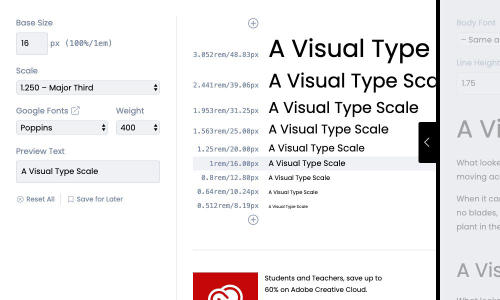 Base Size
16 px (100%/1em)
Scale
1.250 – Major Third
Google Fonts Weight
Poppins 400
Preview Text
A Visual Type Scale
Reset All Save for Later
3.052rem/48.83px A Visual Type
2.441rem/39.06px A Visual Type Sca
1.953rem/31.25px A Visual Type Scale
1.563rem/25.00px A Visual Type Scale
1.25rem/20.00px A Visual Type Scale
1rem/16.00px A Visual Type Scale
0.8rem/12.80px A Visual Type Scale
0.64rem/10.24px A Visual Type Scale
0.512rem/8.19px A Visual Type Scale
Students and Teachers, save up to
60% on Adobe Creative Cloud.
Body Font
– Same a
Line Height
1.75
A Vi
What looke
moving ac
When it ca
no blades,
plant in the
A Vis